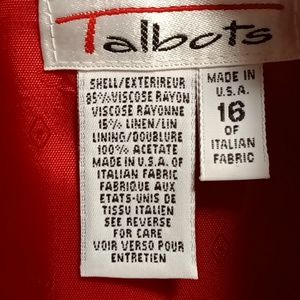 Talbots
SHELL/EXTERIEUR
85% VISCOSE RAYON
VISCOSE RAYONNE
15% LINEN/LIN
LINING/DOUBLURE
100% ACETATE
MADE IN U.S.A. OF
ITALIAN FABRIC
FABRIQUE AUX
ETATS-UNIS DE
TISSU ITALIEN
SEE REVERSE
FOR CARE
VOIR VERSO POUR
ENTRETIEN
MADE IN
U.S.A.
16
OF
ITALIAN
FABRIC